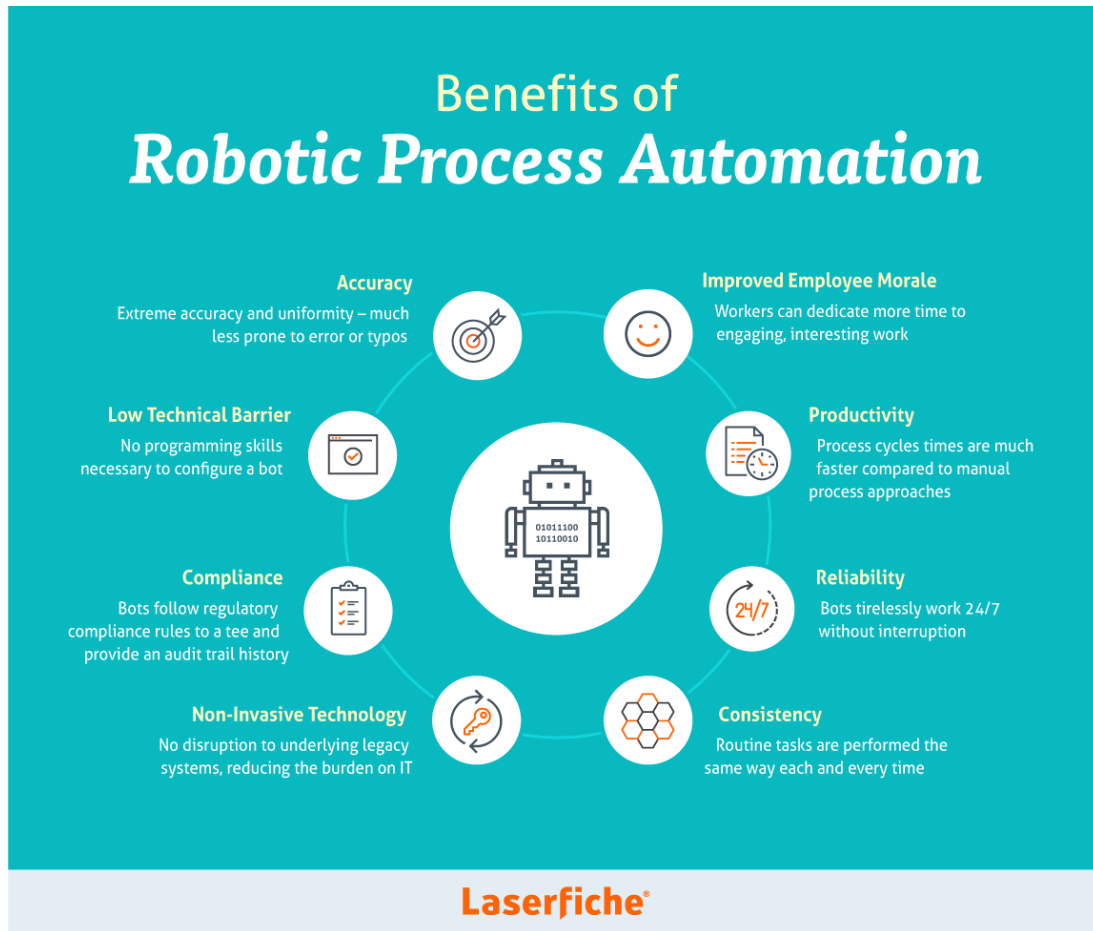 Benefits of
Robotic Process Automation
Accuracy
Extreme accuracy and uniformity – much
less prone to error or typos
Improved Employee Morale
Workers can dedicate more time to
engaging, interesting work
Low Technical Barrier
No programming skills
necessary to configure a bot
Productivity
Process cycles times are much
faster compared to manual
process approaches
01011100
10110010
Compliance
Bots follow regulatory
compliance rules to a tee and
provide an audit trail history
24/7
Reliability
Bots tirelessly work 24/7
without interruption
Non-Invasive Technology
No disruption to underlying legacy
systems, reducing the burden on IT
Consistency
Routine tasks are performed the
same way each and every time
Laserfiche®